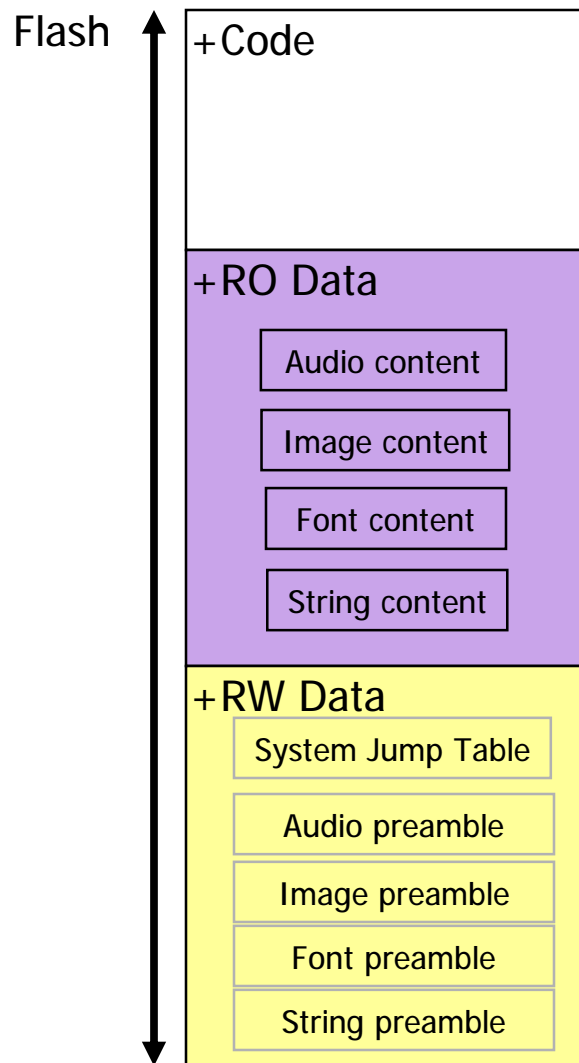 Flash
+Code
+RO Data
Audio content
Image content
Font content
String content
+RW Data
System Jump Table
Audio preamble
Image preamble
Font preamble
String preamble